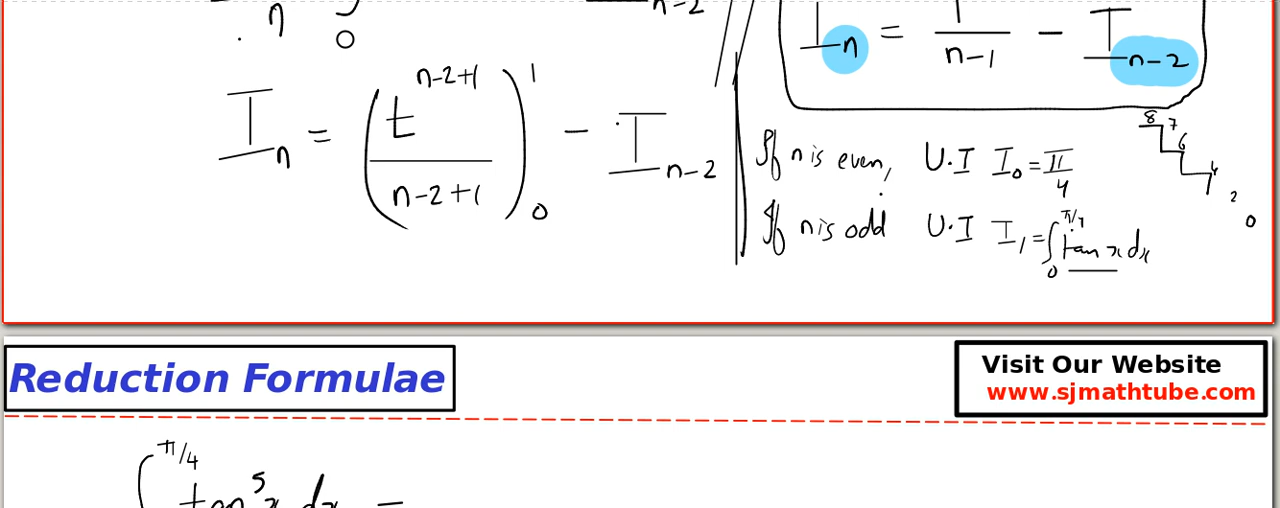 I_n = (t^{n-2+1} / n-2+1)_0^1 - I_{n-2}
I_n = 1/(n-1) - I_{n-2}
If n is even, U.I I_0 = π/4
If n is odd U.I I_1 = ∫_0^{π/4} tan x dx
8 7 6 4 2 0
Reduction Formulae
Visit Our Website
www.sjmathtube.com
∫^{π/4} tan^5 x dx =